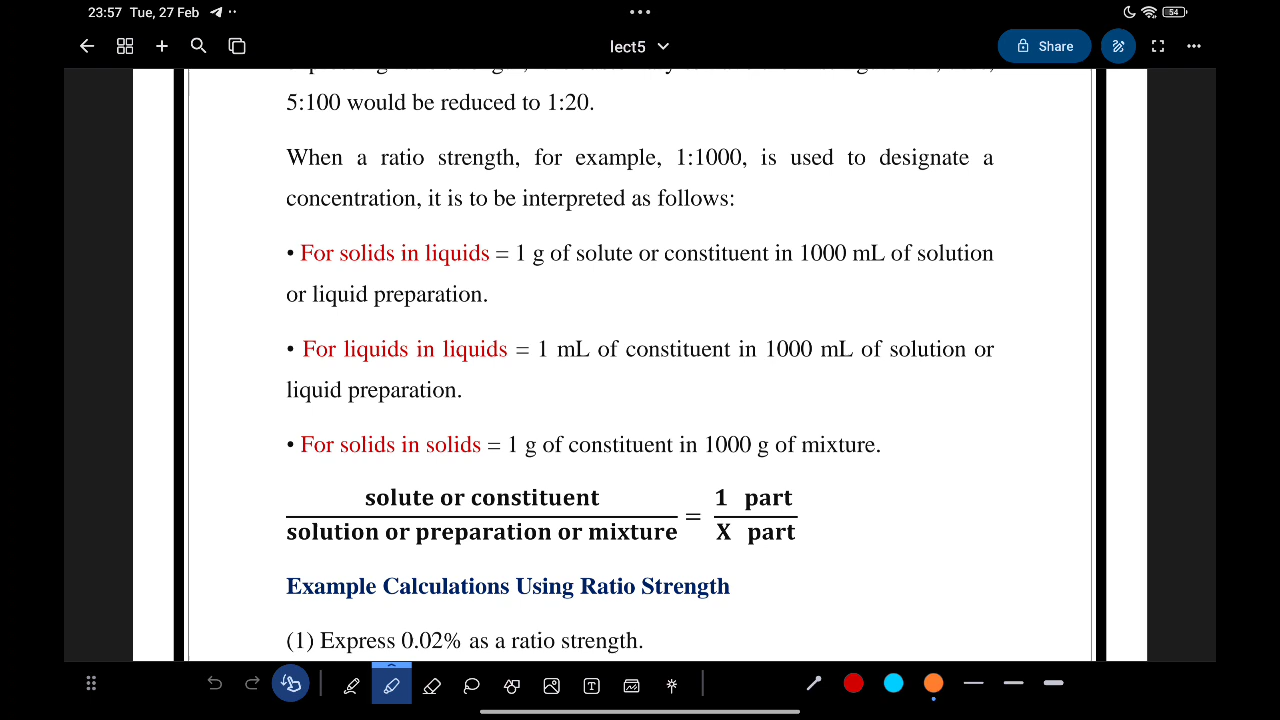 23:57 Tue, 27 Feb
54
lect5
Share
5:100 would be reduced to 1:20.
When a ratio strength, for example, 1:1000, is used to designate a
concentration, it is to be interpreted as follows:
• For solids in liquids = 1 g of solute or constituent in 1000 mL of solution
or liquid preparation.
• For liquids in liquids = 1 mL of constituent in 1000 mL of solution or
liquid preparation.
• For solids in solids = 1 g of constituent in 1000 g of mixture.
solute or constituent / solution or preparation or mixture = 1 part / X part
Example Calculations Using Ratio Strength
(1) Express 0.02% as a ratio strength.